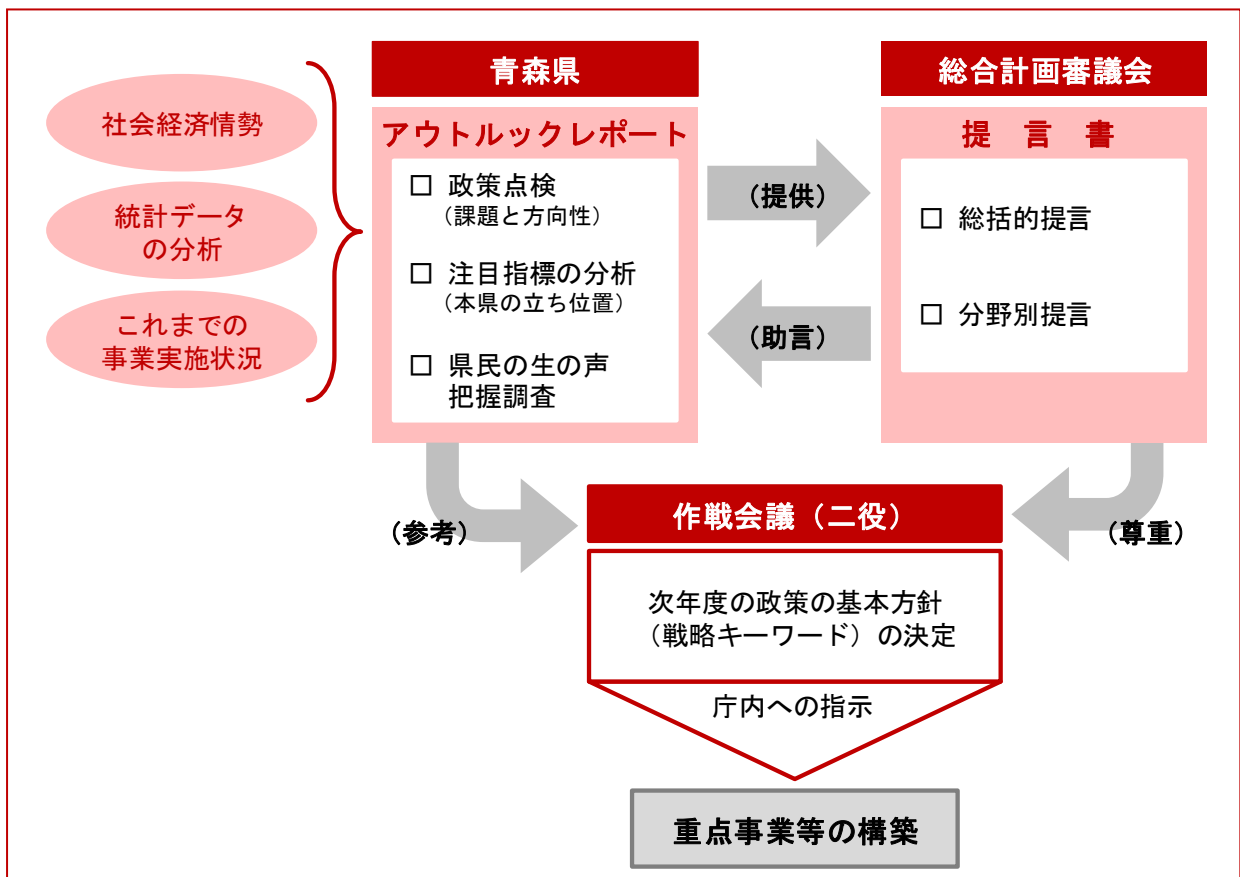 社会経済情勢
統計データ
の分析
これまでの
事業実施状況
青森県
アウトルックレポート
□ 政策点検
（課題と方向性）
□ 注目指標の分析
（本県の立ち位置）
□ 県民の生の声
把握調査
（提供）
（助言）
総合計画審議会
提 言 書
□ 総括的提言
□ 分野別提言
（参考）
（尊重）
作戦会議（二役）
次年度の政策の基本方針
（戦略キーワード）の決定
庁内への指示
重点事業等の構築